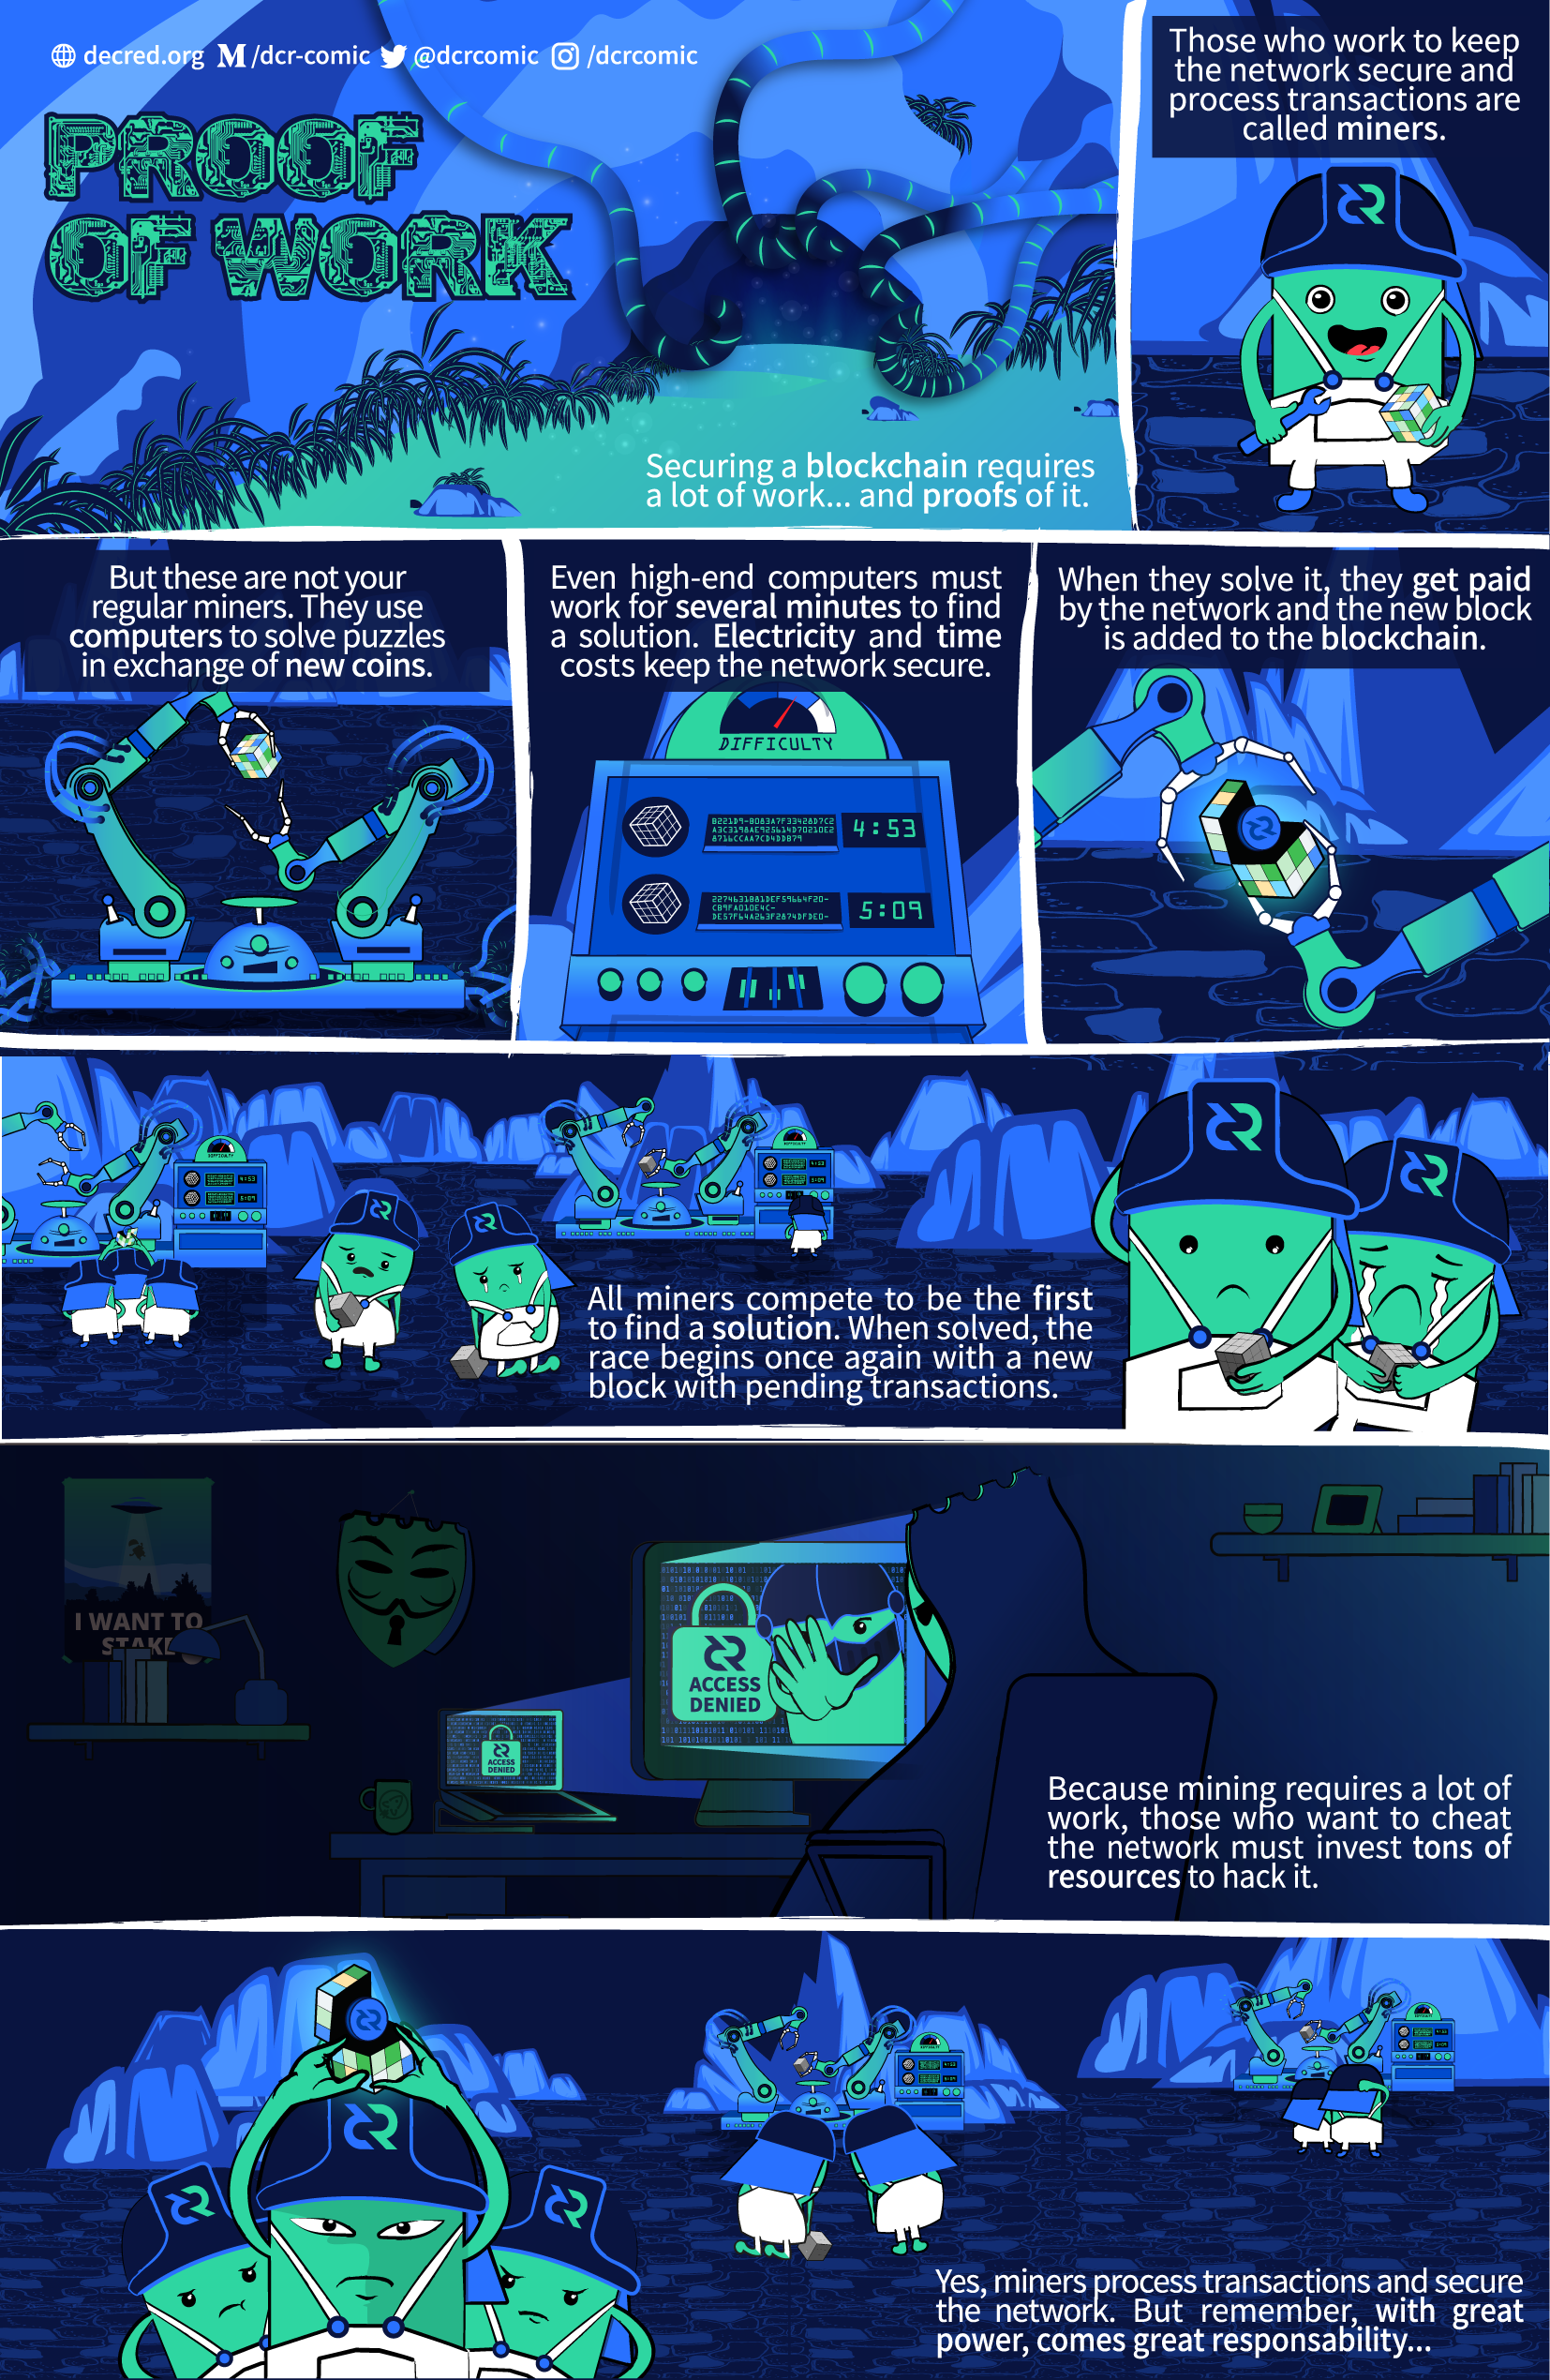 decred.org /dcr-comic @dcrcomic /dcrcomic
PROOF
OF WORK
Securing a blockchain requires
a lot of work... and proofs of it.
Those who work to keep
the network secure and
process transactions are
called miners.
But these are not your
regular miners. They use
computers to solve puzzles
in exchange of new coins.
Even high-end computers must
work for several minutes to find
a solution. Electricity and time
costs keep the network secure.
DIFFICULTY
4:53
5:09
When they solve it, they get paid
by the network and the new block
is added to the blockchain.
DIFFICULTY
4:53
5:09
All miners compete to be the first
to find a solution. When solved, the
race begins once again with a new
block with pending transactions.
I WANT TO
STAKE
ACCESS
DENIED
ACCESS
DENIED
Because mining requires a lot of
work, those who want to cheat
the network must invest tons of
resources to hack it.
Yes, miners process transactions and secure
the network. But remember, with great
power, comes great responsability...